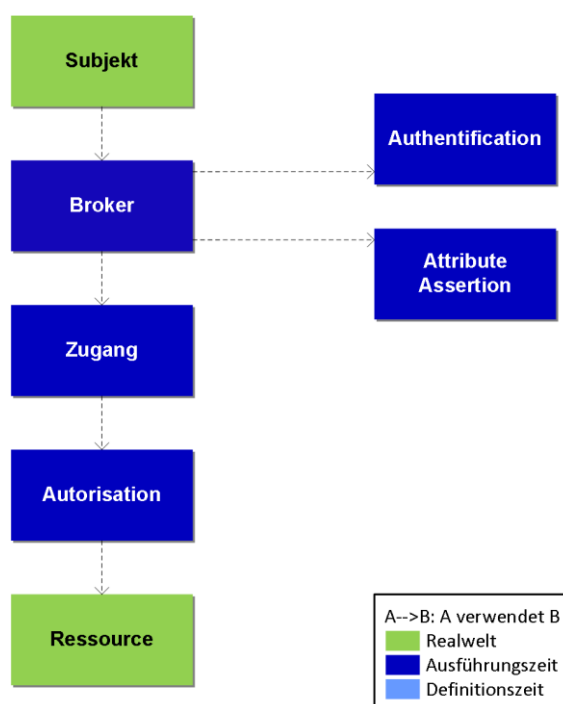 Subjekt
Authentification
Broker
Attribute
Assertion
Zugang
Autorisation
Ressource
A-->B: A verwendet B
Realwelt
Ausführungszeit
Definitionszeit